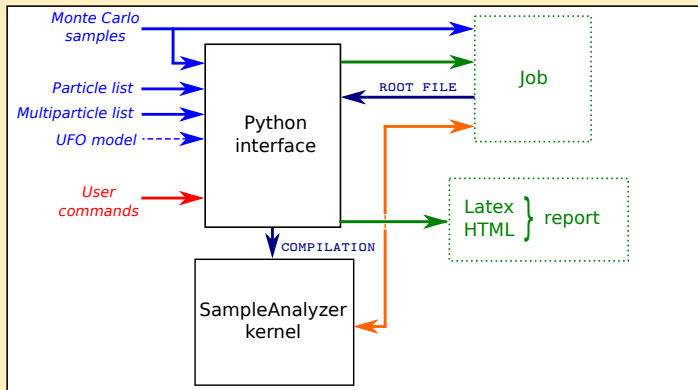 Monte Carlo
samples
Particle list
Multiparticle list
UFO model
User
commands
Python
interface
ROOT FILE
Job
Latex
HTML } report
COMPILATION
SampleAnalyzer
kernel